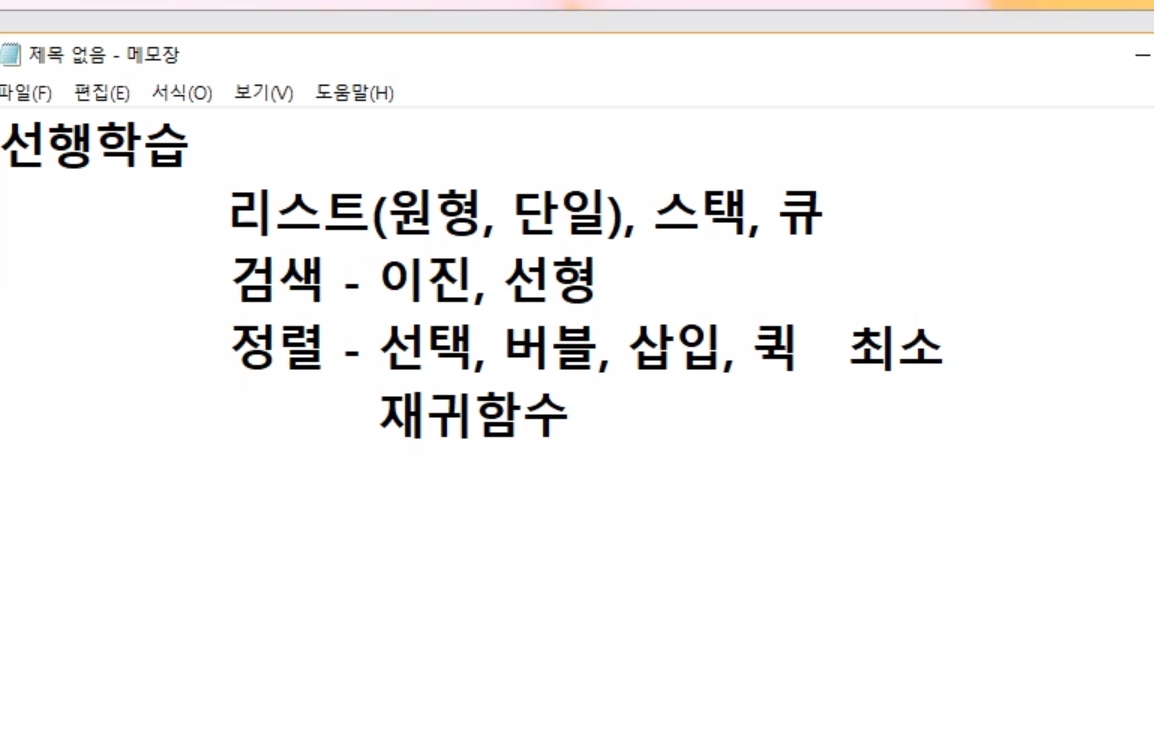 제목 없음 - 메모장
파일(F) 편집(E) 서식(O) 보기(V) 도움말(H)
선행학습
리스트(원형, 단일), 스택, 큐
검색 - 이진, 선형
정렬 - 선택, 버블, 삽입, 퀵 최소
재귀함수